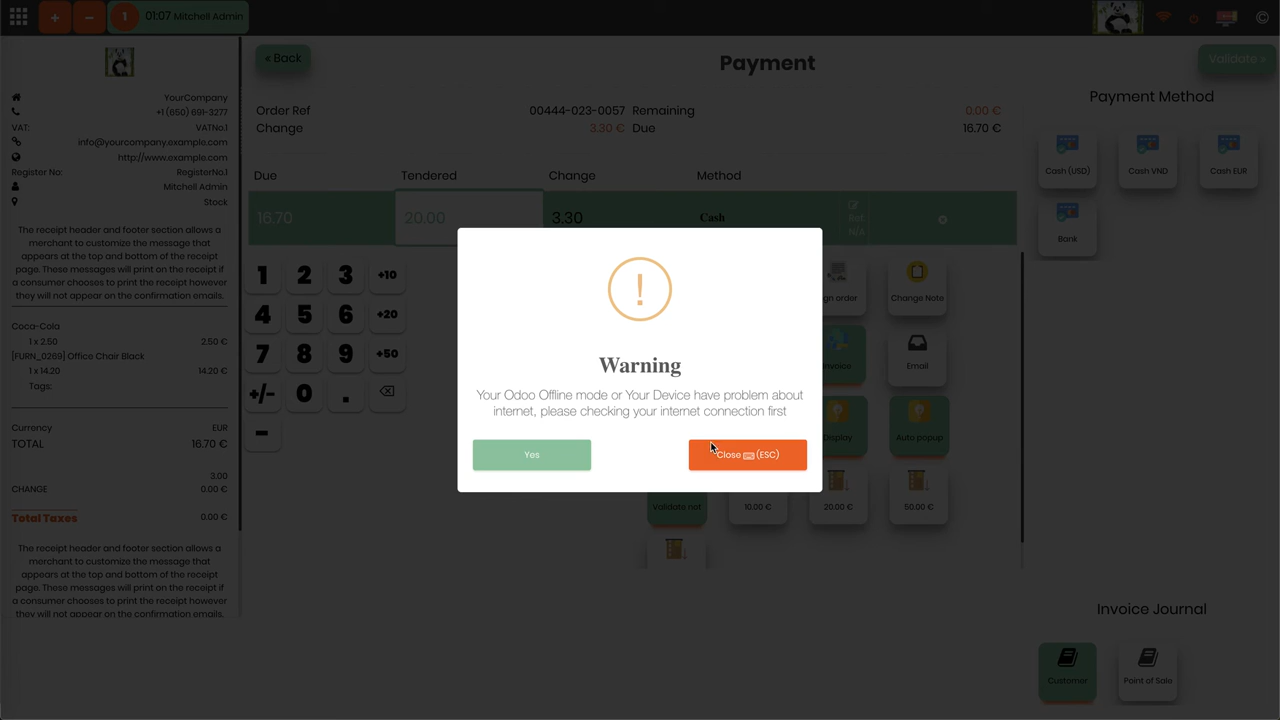 +
−
1
01:07 Mitchell Admin
YourCompany
+1 (650) 691-3277
VAT: VATNo.1
info@yourcompany.example.com
http://www.example.com
Register No: RegisterNo.1
Mitchell Admin
Stock
The receipt header and footer section allows a
merchant to customize the message that
appears at the top and bottom of the receipt
page. These messages will print on the receipt if
a consumer chooses to print the receipt however
they will not appear on the confirmation emails.
Coca-Cola
1 x 2.50 2.50 €
[FURN_0269] Office Chair Black
1 x 14.20 14.20 €
Tags:
Currency EUR
TOTAL 16.70 €
3.00
CHANGE 0.00 €
Total Taxes 0.00 €
The receipt header and footer section allows a
merchant to customize the message that
appears at the top and bottom of the receipt
page. These messages will print on the receipt if
a consumer chooses to print the receipt however
they will not appear on the confirmation emails.
< Back
Payment
Validate »
Order Ref 00444-023-0057 Remaining 0.00 €
Change 3.30 € Due 16.70 €
Due Tendered Change Method
16.70 20.00 3.30 Cash
Ref:
N/A
1 2 3 +10
4 5 6 +20
7 8 9 +50
+/- 0 .
−
gn order
Change Note
Invoice
Email
Display
Auto popup
Validate not
10.00 €
20.00 €
50.00 €
!
Warning
Your Odoo Offline mode or Your Device have problem about
internet, please checking your internet connection first
Yes
Close (ESC)
Payment Method
Cash (USD)
Cash VND
Cash EUR
Bank
Invoice Journal
Customer
Point of Sale